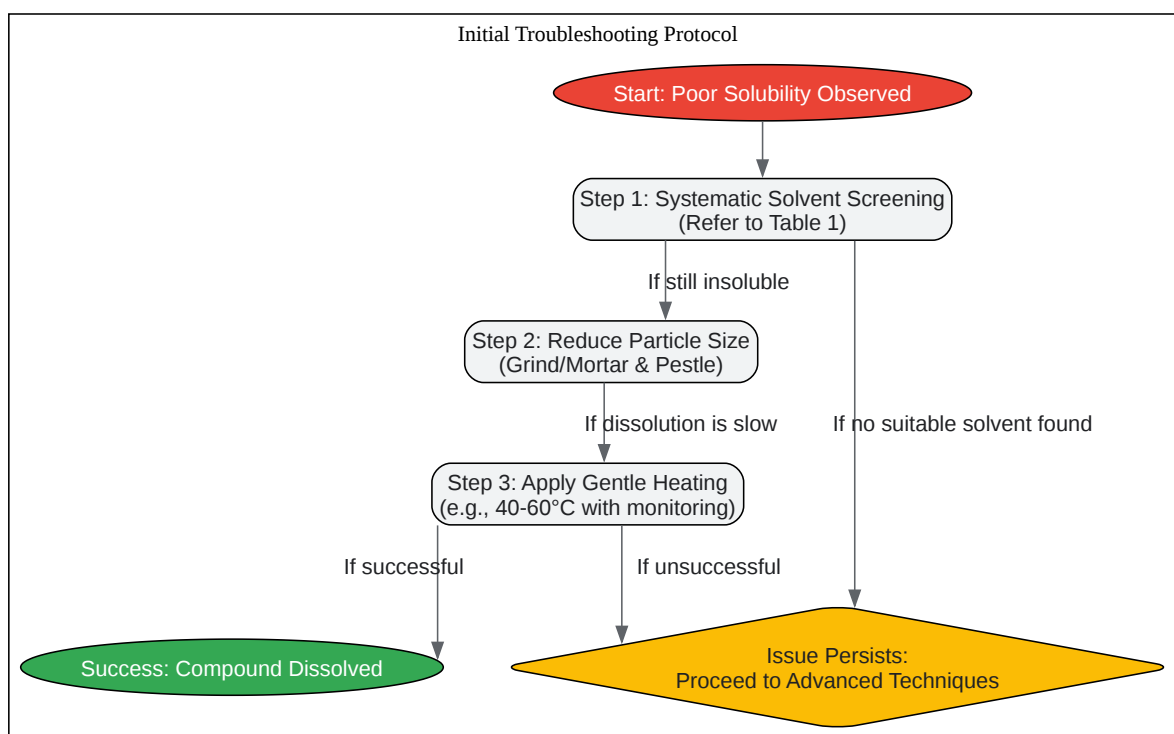 Initial Troubleshooting Protocol
Start: Poor Solubility Observed
Step 1: Systematic Solvent Screening
(Refer to Table 1)
If still insoluble
Step 2: Reduce Particle Size
(Grind/Mortar & Pestle)
If dissolution is slow
If no suitable solvent found
Step 3: Apply Gentle Heating
(e.g., 40-60°C with monitoring)
If successful
If unsuccessful
Success: Compound Dissolved
Issue Persists:
Proceed to Advanced Techniques